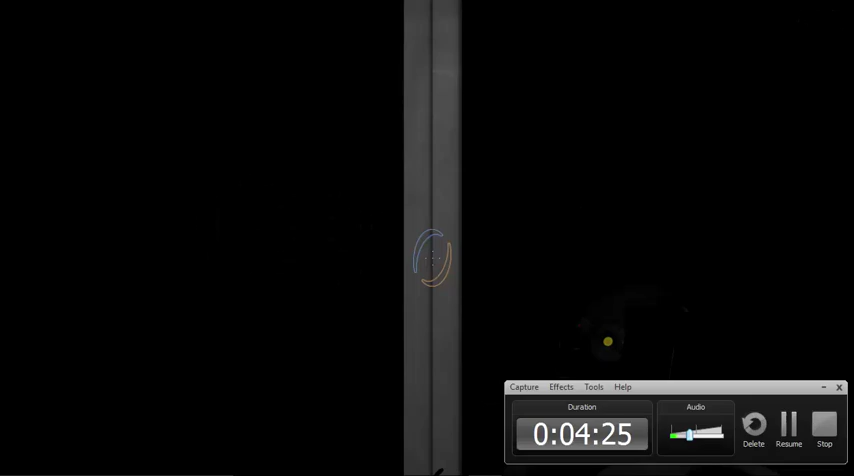 Capture Effects Tools Help
Duration
Audio
0:04:25
Delete Resume Stop